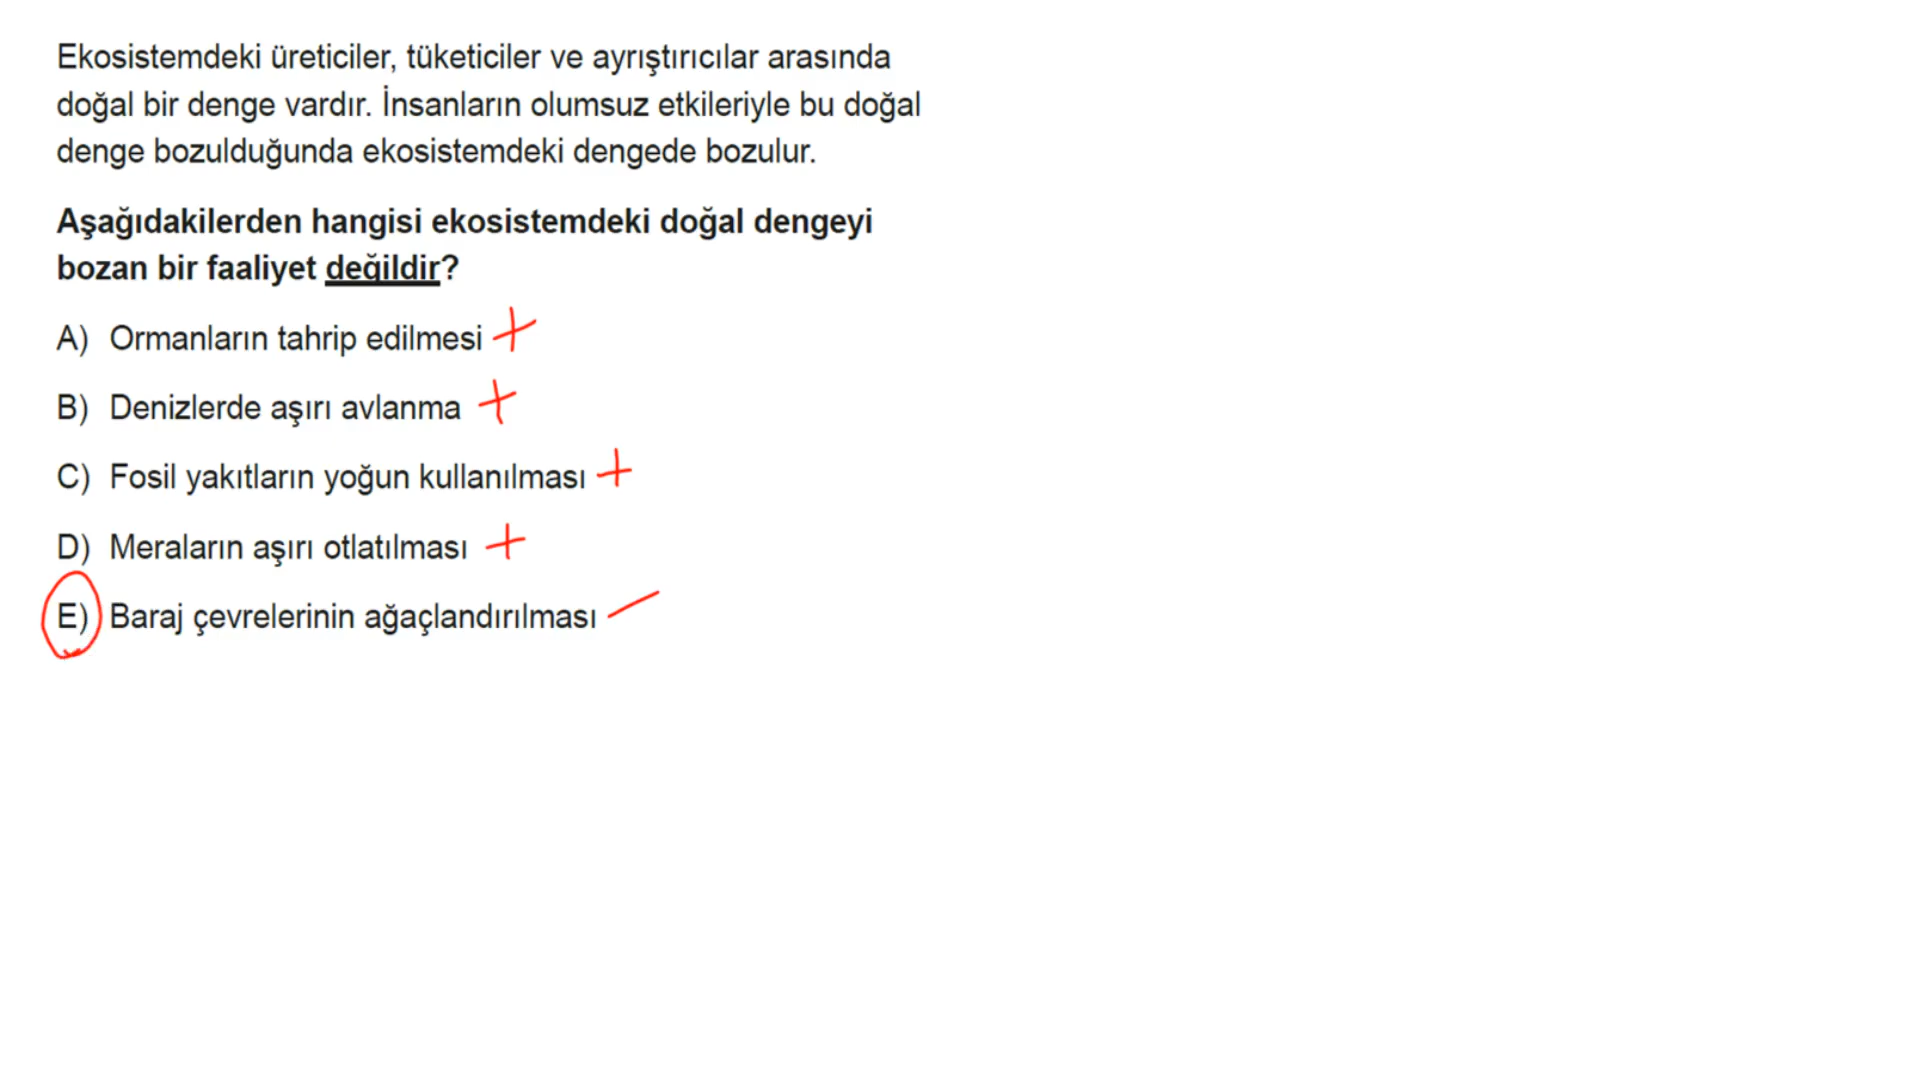 Ekosistemdeki üreticiler, tüketiciler ve ayrıştırıcılar arasında
doğal bir denge vardır. İnsanların olumsuz etkileriyle bu doğal
denge bozulduğunda ekosistemdeki dengede bozulur.
Aşağıdakilerden hangisi ekosistemdeki doğal dengeyi
bozan bir faaliyet değildir?
A) Ormanların tahrip edilmesi +
B) Denizlerde aşırı avlanma +
C) Fosil yakıtların yoğun kullanılması +
D) Meraların aşırı otlatılması +
E) Baraj çevrelerinin ağaçlandırılması –